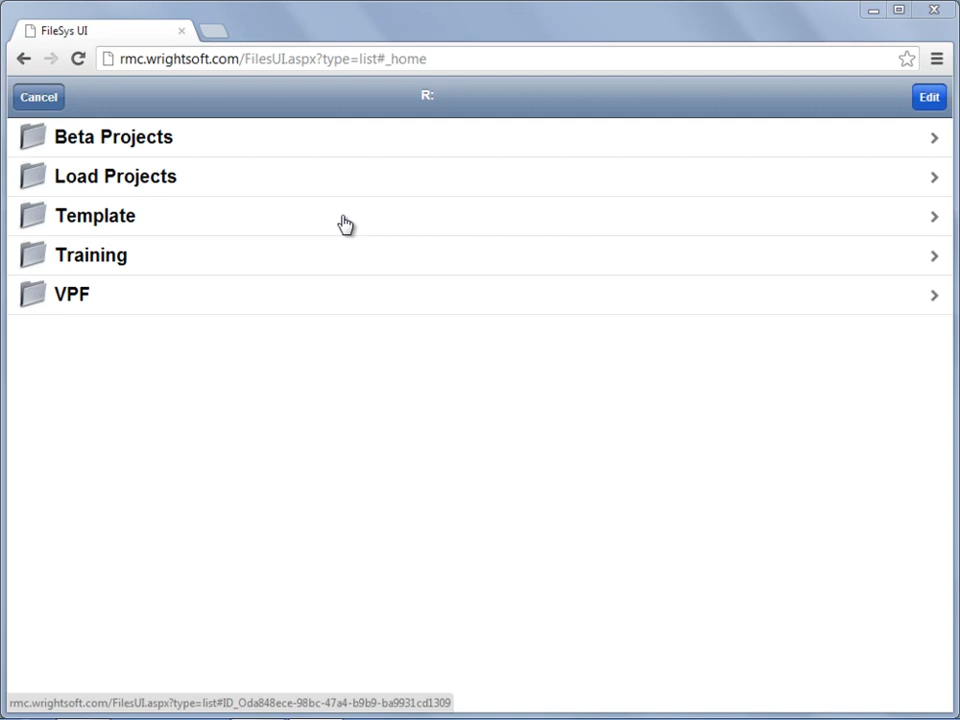 FileSys UI
rmc.wrightsoft.com/FilesUI.aspx?type=list#_home
Cancel
R:
Edit
Beta Projects
Load Projects
Template
Training
VPF
rmc.wrightsoft.com/FilesUI.aspx?type=list#ID_Oda848ece-98bc-47a4-b9b9-ba9931cd1309